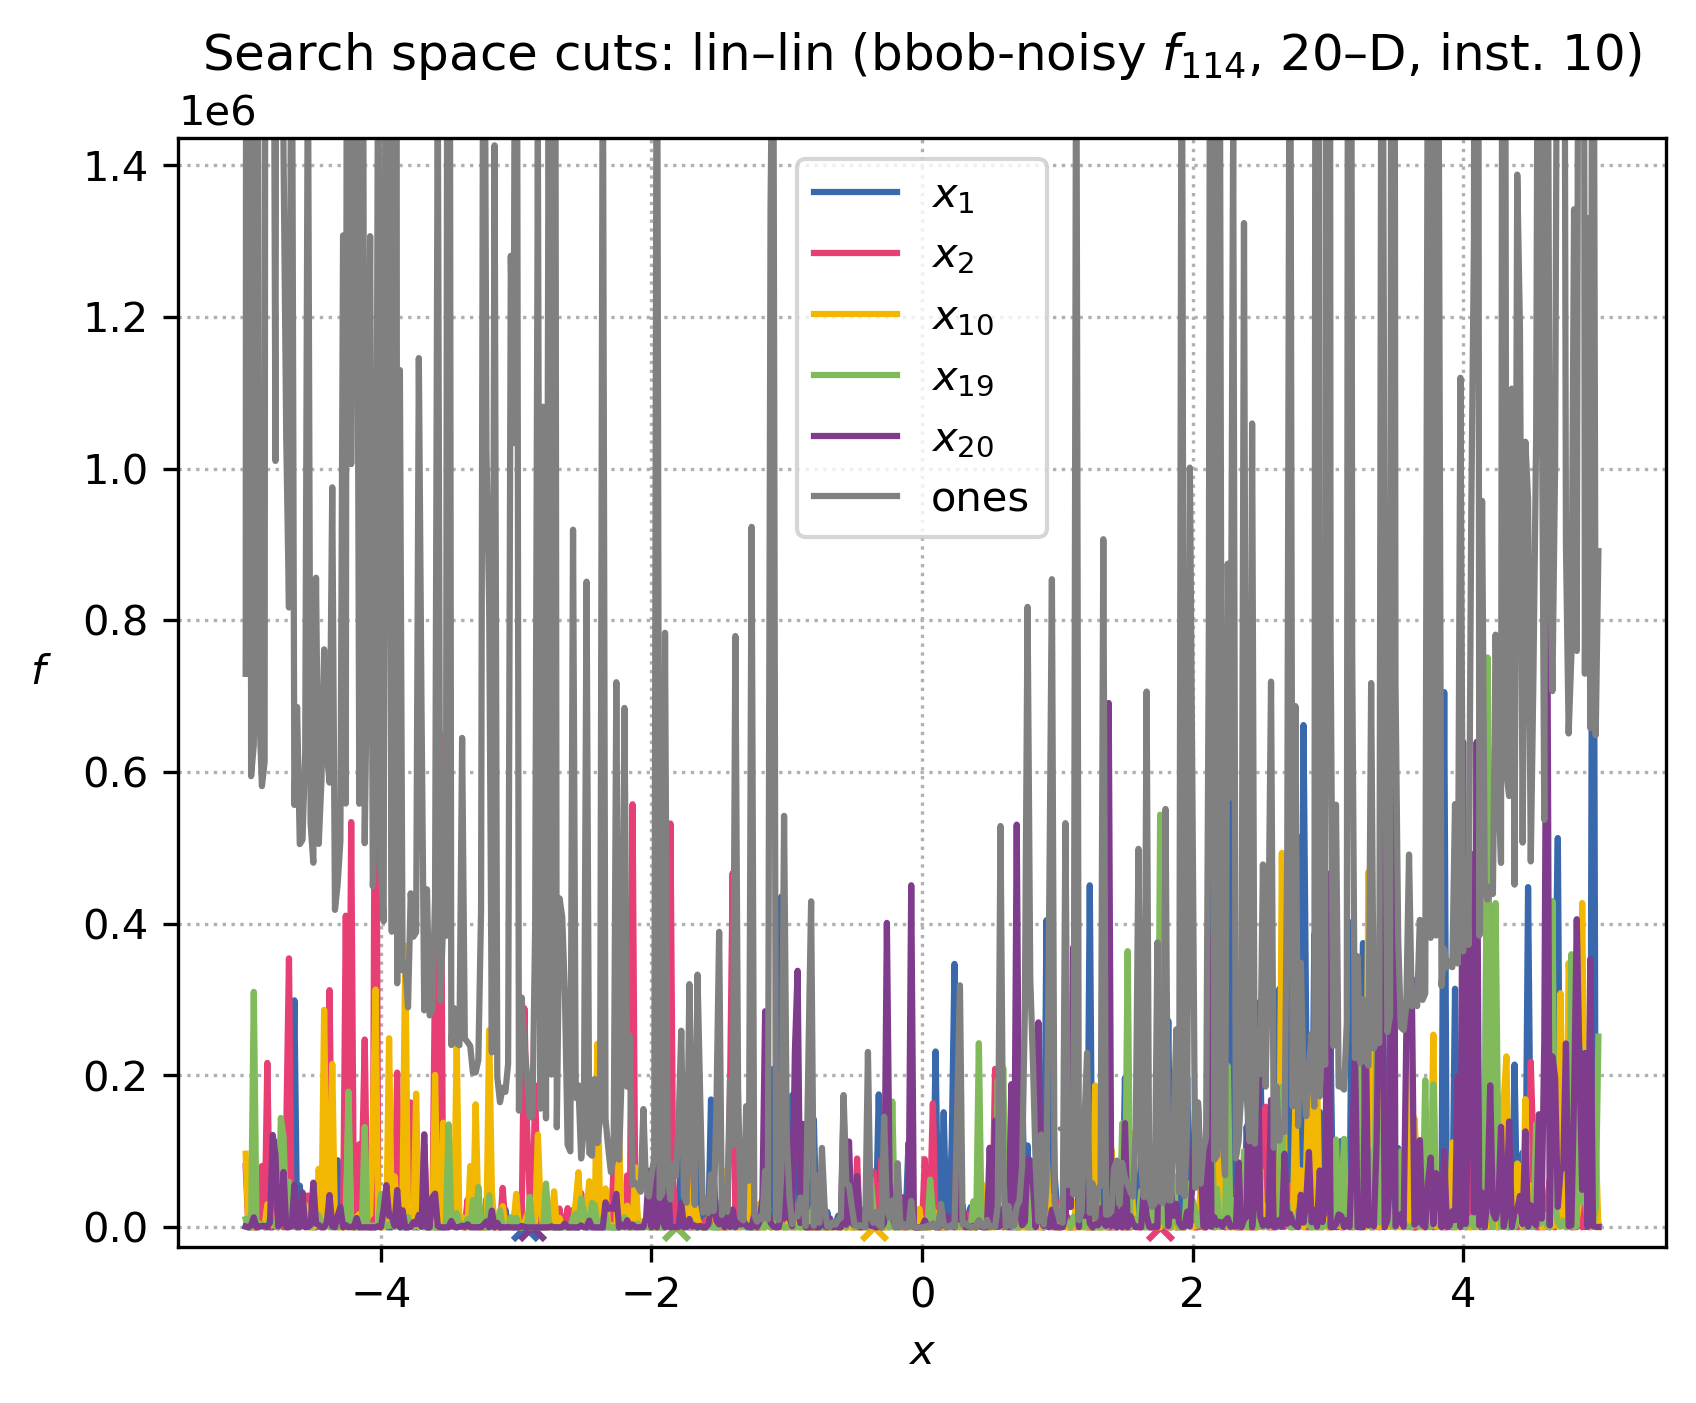 Search space cuts: lin–lin (bbob-noisy f₁₁₄, 20–D, inst. 10)
1e6
1.4
1.2
1.0
0.8
0.6
0.4
0.2
0.0
f
x₁
x₂
x₁₀
x₁₉
x₂₀
ones
−4
−2
0
2
4
x